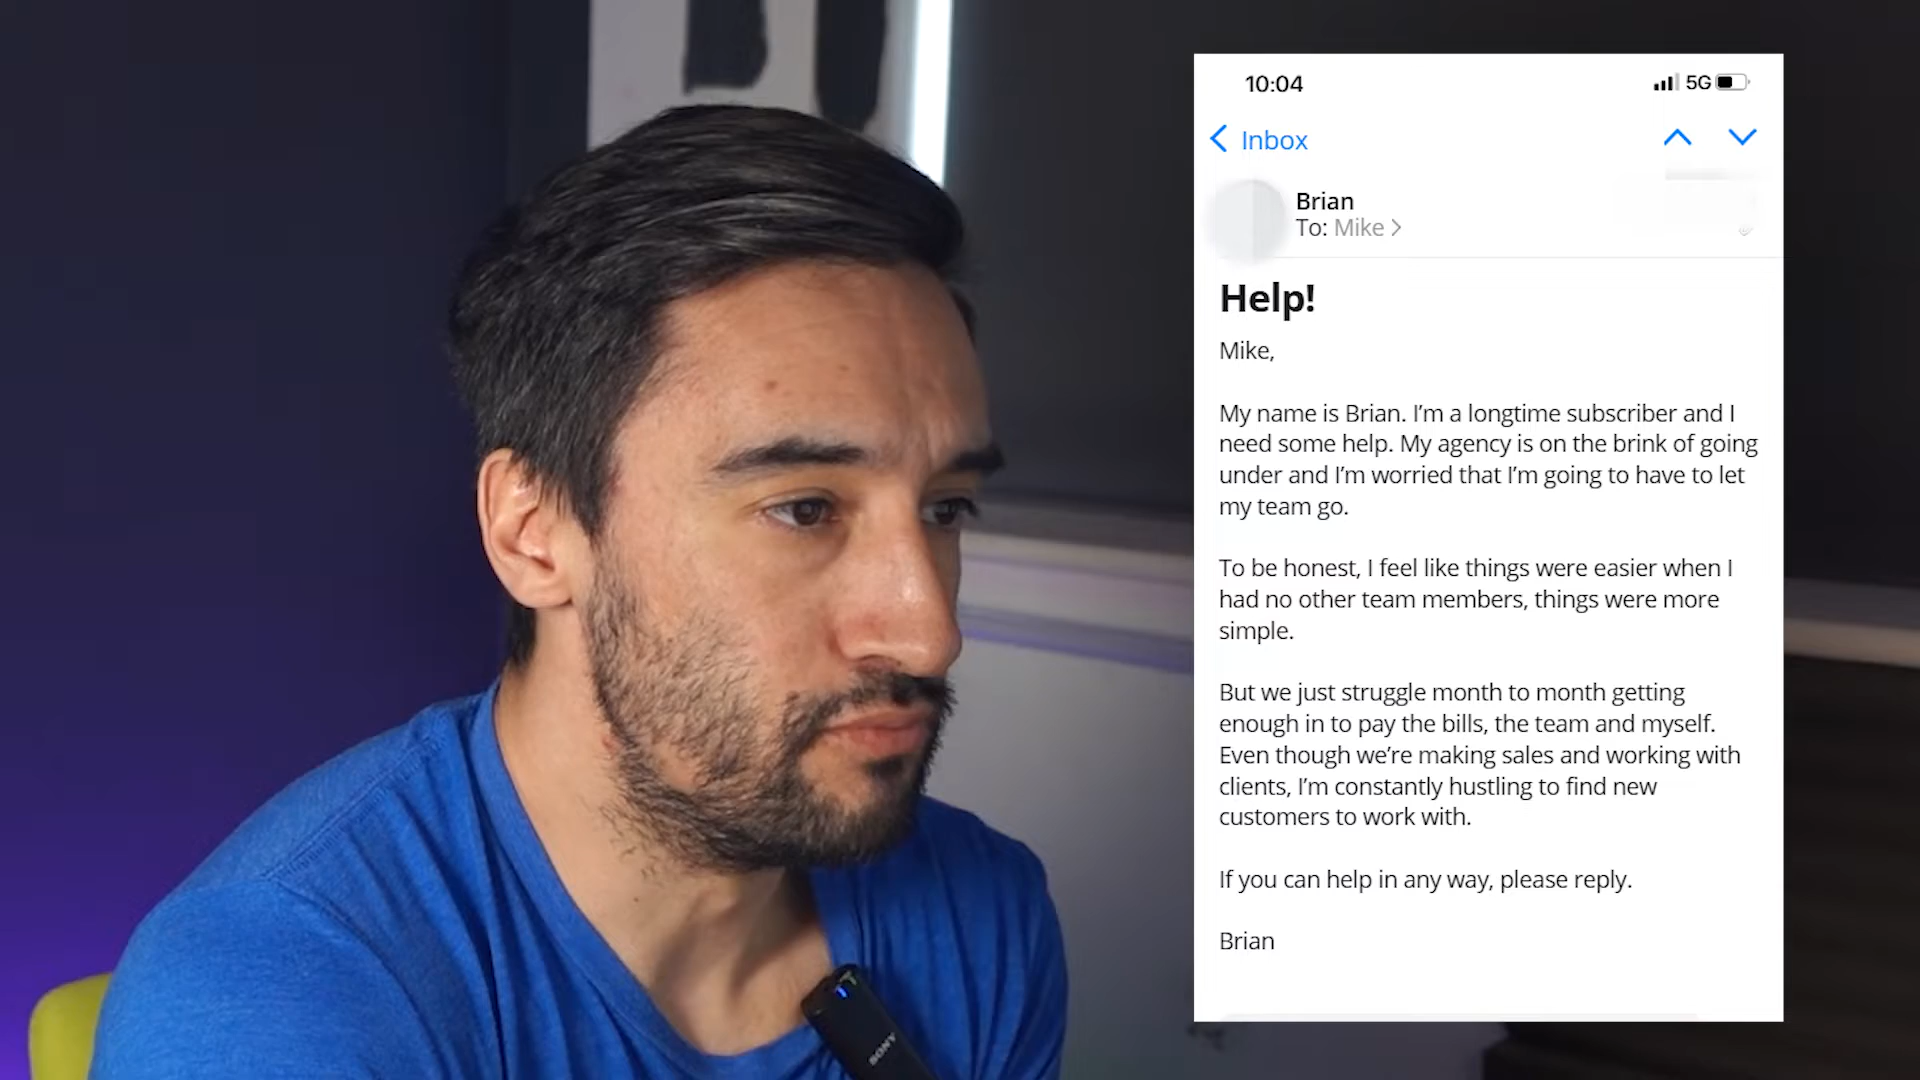 10:04
5G
Inbox
Brian
To: Mike
Help!
Mike,
My name is Brian. I’m a longtime subscriber and I
need some help. My agency is on the brink of going
under and I’m worried that I’m going to have to let
my team go.
To be honest, I feel like things were easier when I
had no other team members, things were more
simple.
But we just struggle month to month getting
enough in to pay the bills, the team and myself.
Even though we’re making sales and working with
clients, I’m constantly hustling to find new
customers to work with.
If you can help in any way, please reply.
Brian
SONY